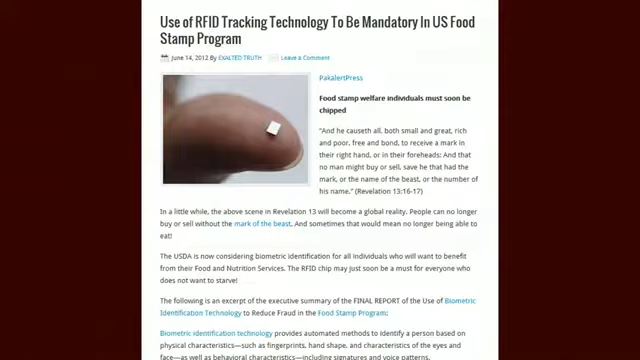 Use of RFID Tracking Technology To Be Mandatory In US Food
Stamp Program
June 14, 2012 By EXALTED TRUTH Leave a Comment
PakalertPress
Food stamp welfare individuals must soon be
chipped
"And he causeth all, both small and great, rich
and poor, free and bond, to receive a mark in
their right hand, or in their foreheads: And that
no man might buy or sell, save he that had the
mark, or the name of the beast, or the number of
his name." (Revelation 13:16-17)
In a little while, the above scene in Revelation 13 will become a global reality. People can no longer
buy or sell without the mark of the beast. And sometimes that would mean no longer being able to
eat!
The USDA is now considering biometric identification for all individuals who will want to benefit
from their Food and Nutrition Services. The RFID chip may just soon be a must for everyone who
does not want to starve!
The following is an excerpt of the executive summary of the FINAL REPORT of the Use of Biometric
Identification Technology to Reduce Fraud in the Food Stamp Program:
Biometric identification technology provides automated methods to identify a person based on
physical characteristics—such as fingerprints, hand shape, and characteristics of the eyes and
face—as well as behavioral characteristics—including signatures and voice patterns.